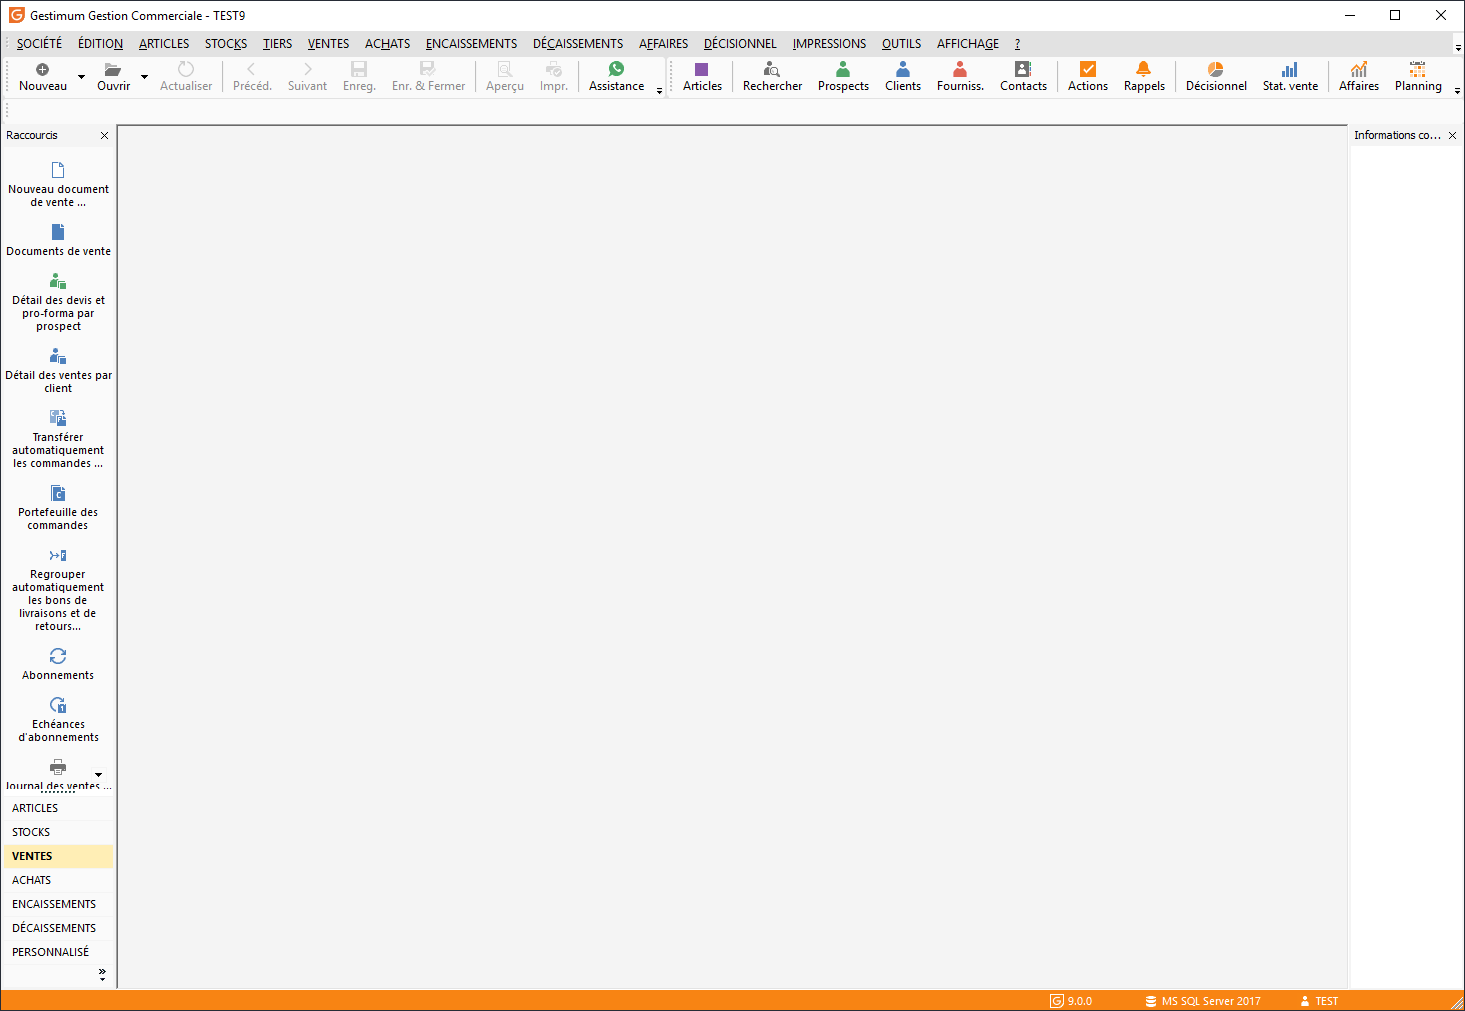 Gestimum Gestion Commerciale - TEST9
SOCIÉTÉ ÉDITION ARTICLES STOCKS TIERS VENTES ACHATS ENCAISSEMENTS DÉCAISSEMENTS AFFAIRES DÉCISIONNEL IMPRESSIONS OUTILS AFFICHAGE ?
Nouveau Ouvrir Actualiser Précéd. Suivant Enreg. Enr. & Fermer Aperçu Impr. Assistance Articles Rechercher Prospects Clients Fourniss. Contacts Actions Rappels Décisionnel Stat. vente Affaires Planning
Raccourcis
Informations co...
Nouveau document
de vente ...
Documents de vente
Détail des devis et
pro-forma par
prospect
Détail des ventes par
client
Transférer
automatiquement
les commandes ...
Portefeuille des
commandes
Regrouper
automatiquement
les bons de
livraisons et de
retours...
Abonnements
Echéances
d'abonnements
Journal des ventes ...
ARTICLES
STOCKS
VENTES
ACHATS
ENCAISSEMENTS
DÉCAISSEMENTS
PERSONNALISÉ
9.0.0 MS SQL Server 2017 TEST